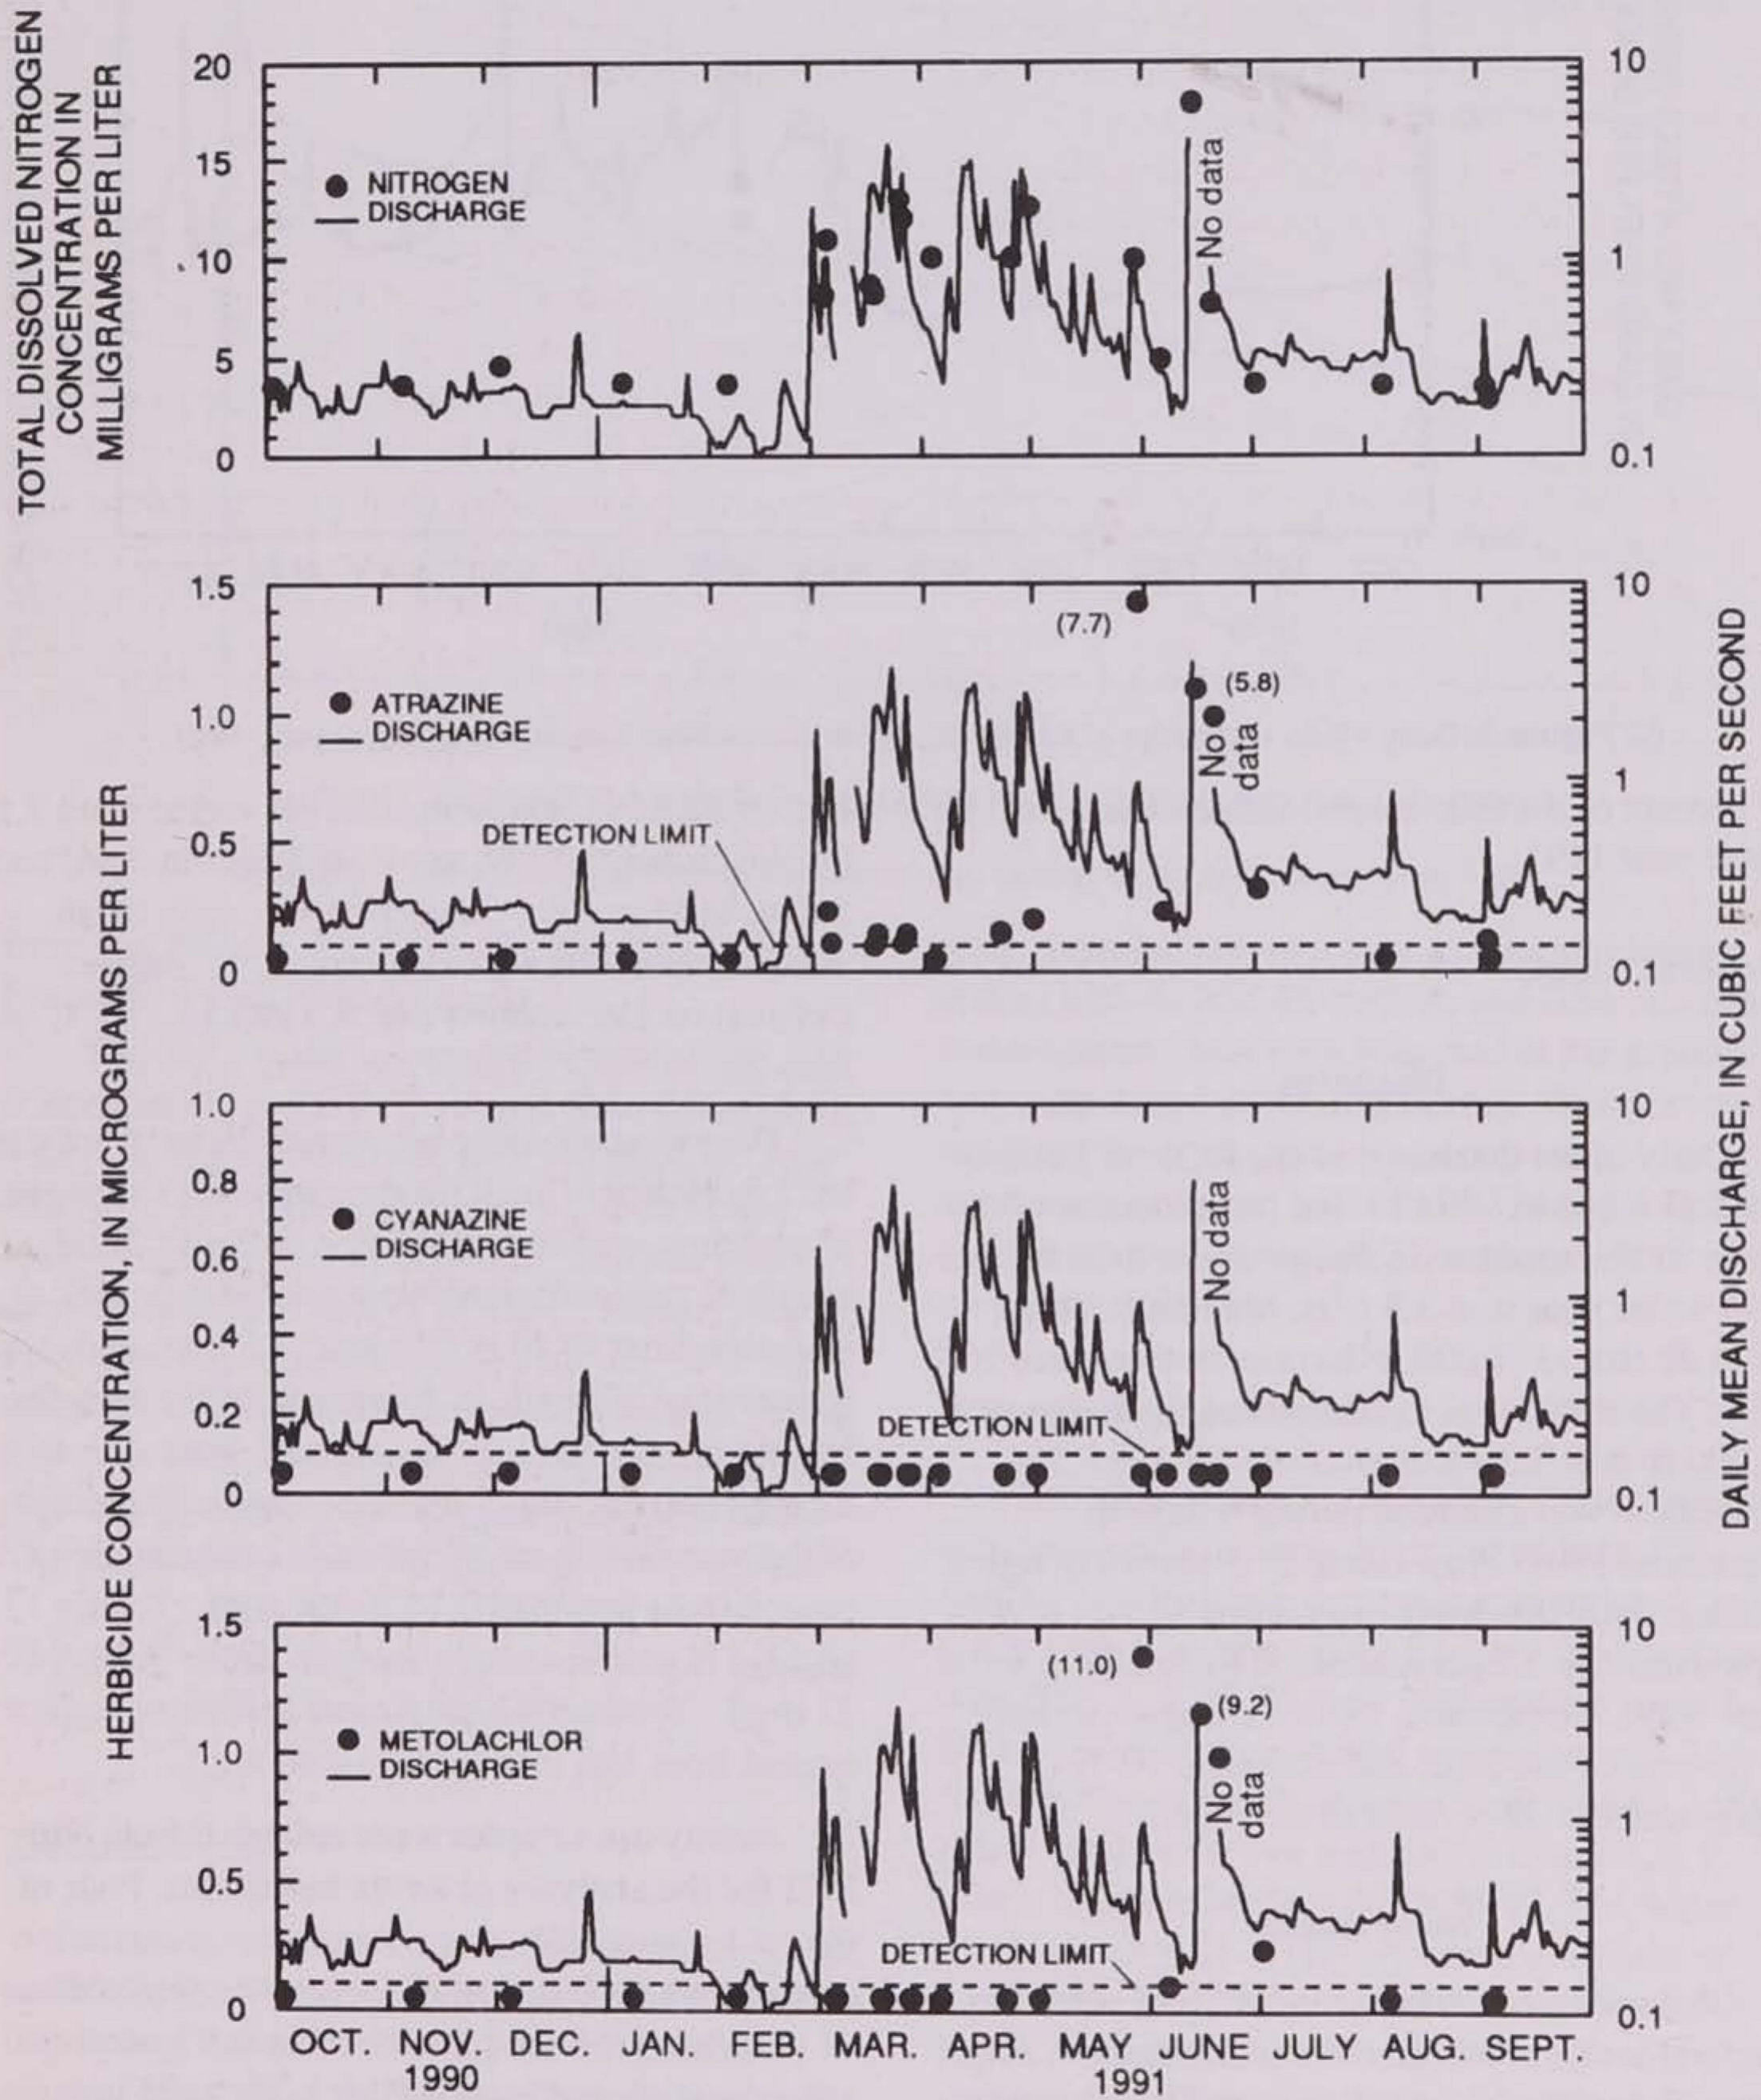 TOTAL DISSOLVED NITROGEN
CONCENTRATION IN
MILLIGRAMS PER LITER
20
15
10
5
0
NITROGEN
DISCHARGE
No data
10
1
0.1
HERBICIDE CONCENTRATION, IN MICROGRAMS PER LITER
1.5
1.0
0.5
0
ATRAZINE
DISCHARGE
DETECTION LIMIT
(7.7)
(5.8)
No
data
10
1
0.1
DAILY MEAN DISCHARGE, IN CUBIC FEET PER SECOND
1.0
0.8
0.6
0.4
0.2
0
CYANAZINE
DISCHARGE
DETECTION LIMIT
No data
10
1
0.1
1.5
1.0
0.5
0
METOLACHLOR
DISCHARGE
DETECTION LIMIT
(11.0)
(9.2)
No
data
10
1
0.1
OCT. NOV. DEC. JAN. FEB. MAR. APR. MAY JUNE JULY AUG. SEPT.
1990 1991